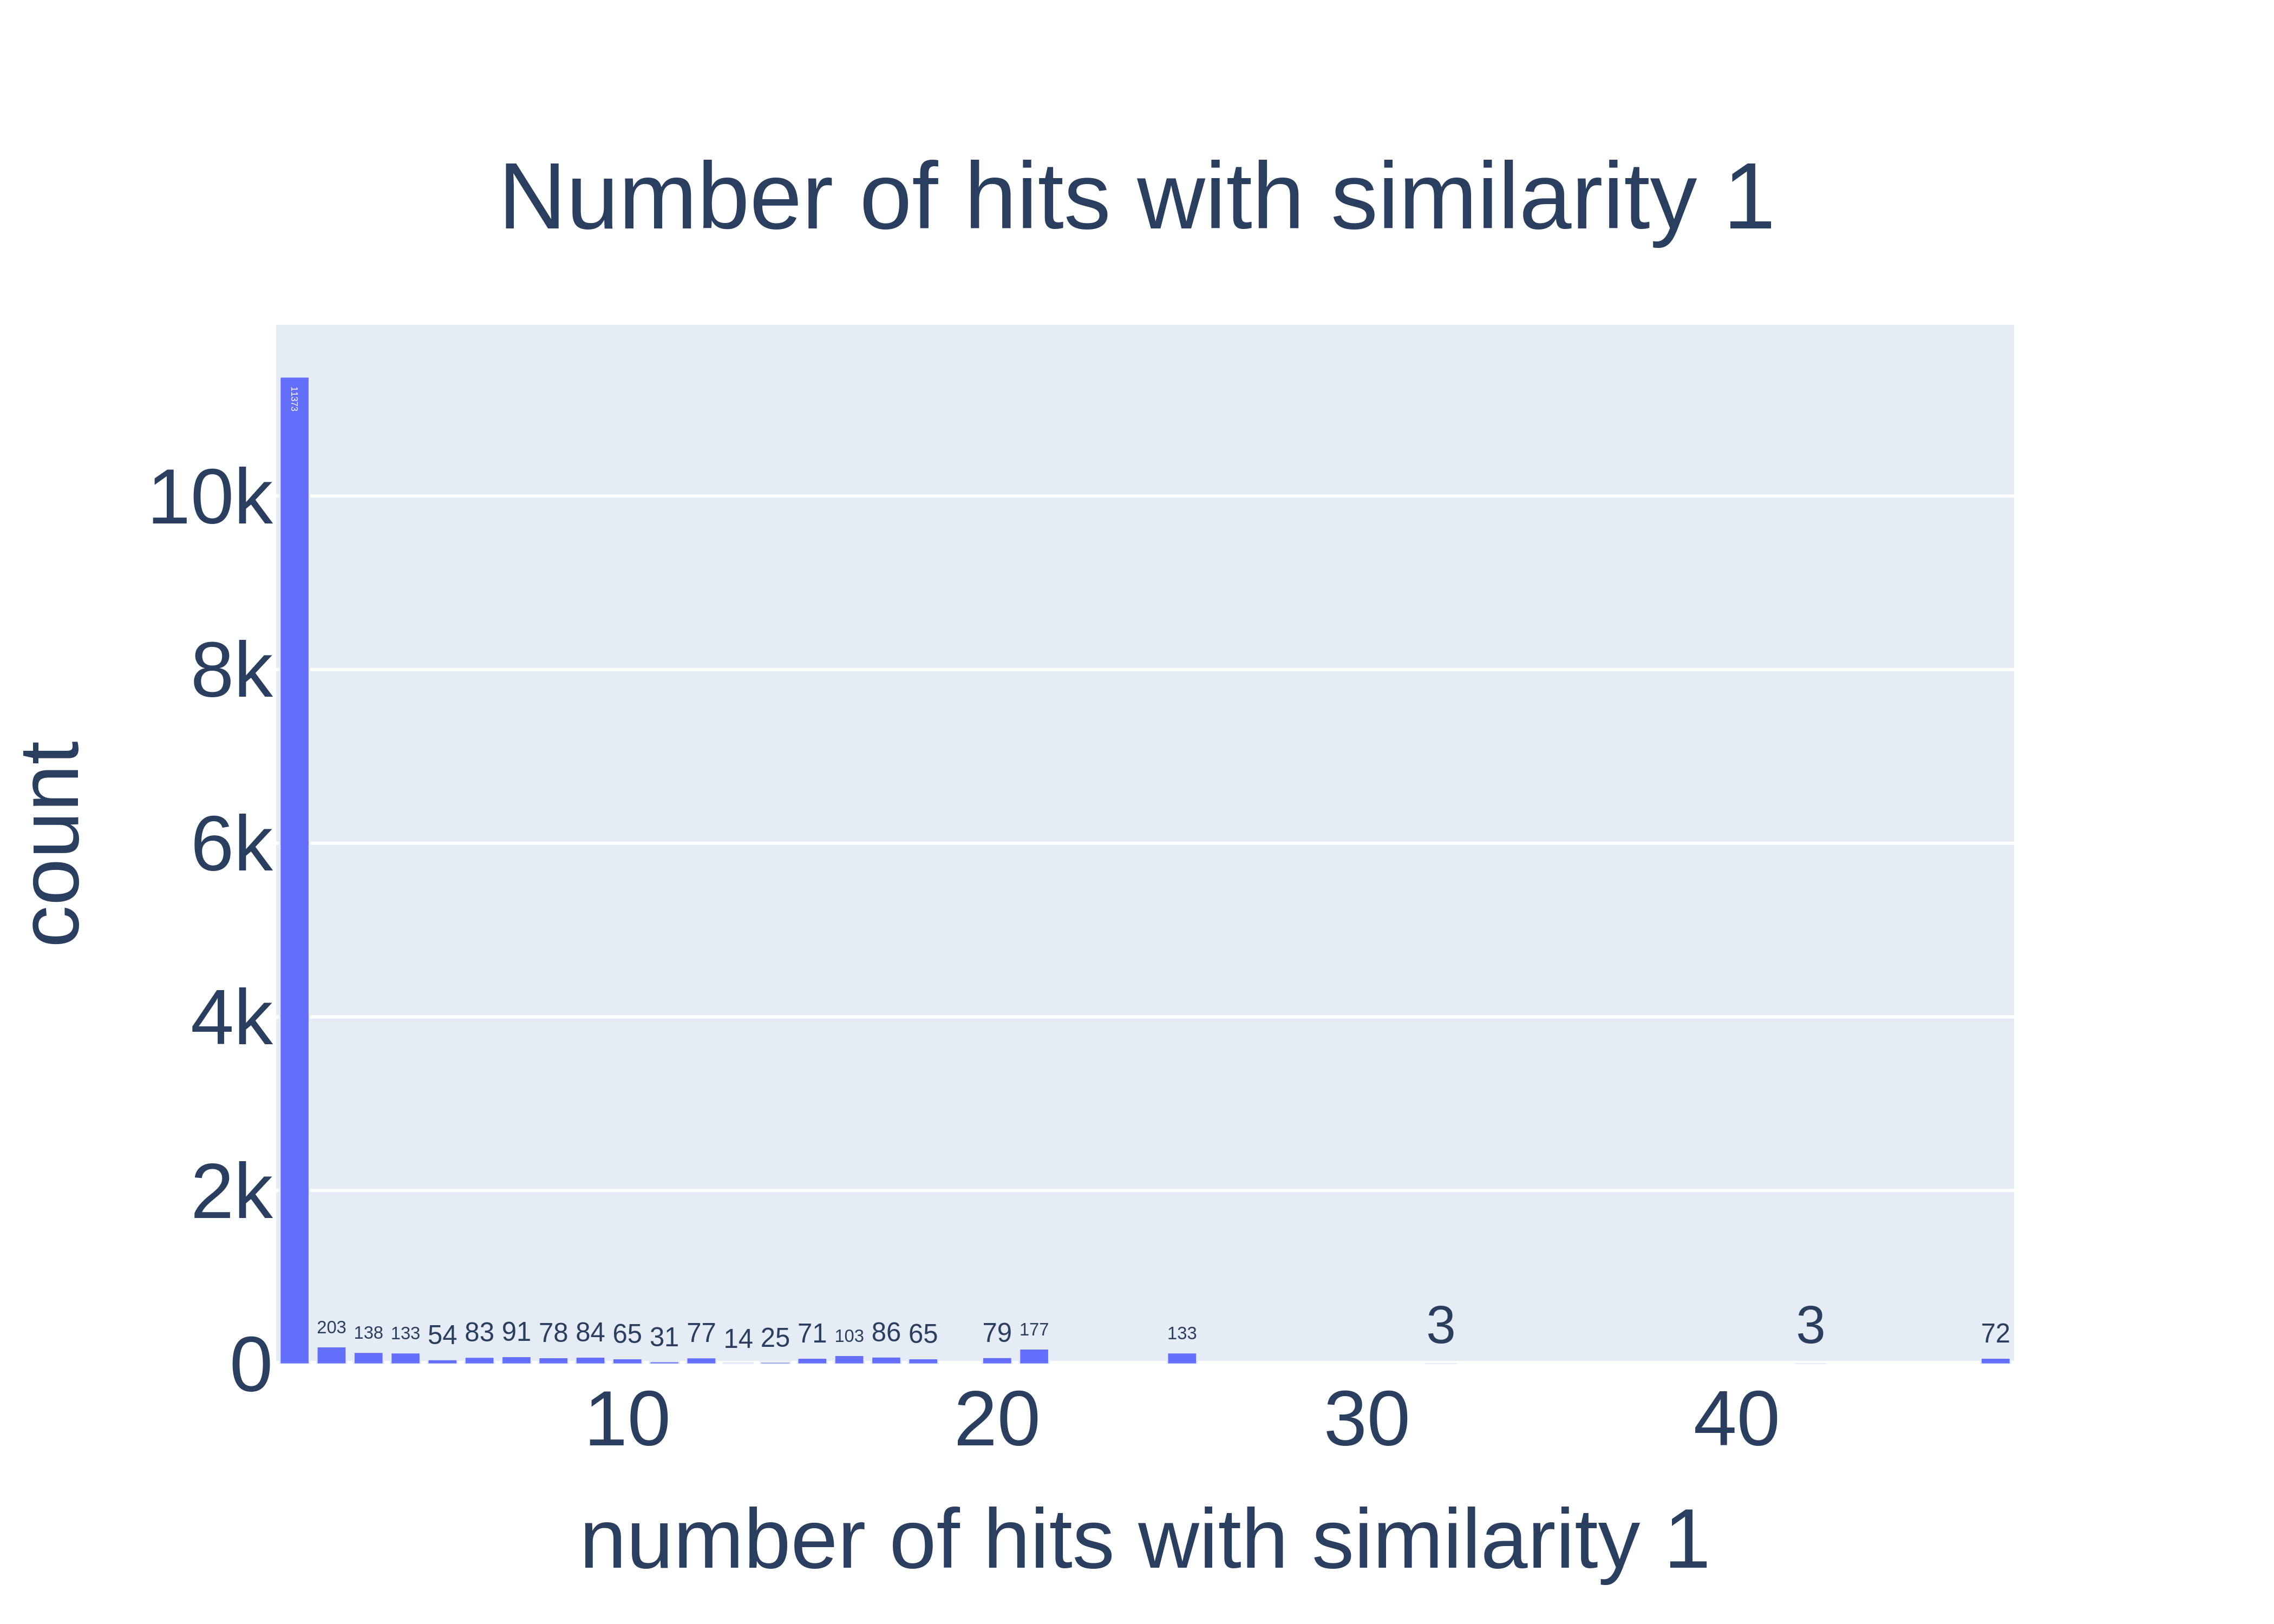 Number of hits with similarity 1
11373
10k
8k
6k
4k
2k
0
count
203 138 133 54 83 91 78 84 65 31 77 14 25 71 103 86 65 79 177 133 3 3 72
10 20 30 40
number of hits with similarity 1